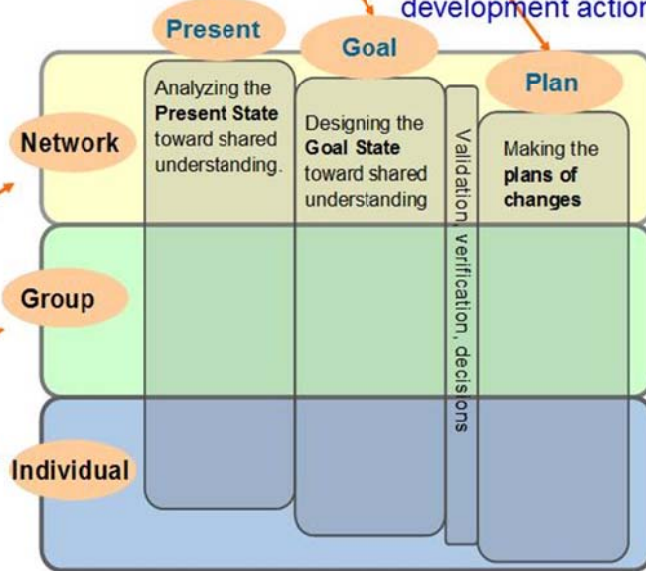 development action
Present
Goal
Plan
Network
Analyzing the
Present State
toward shared
understanding.
Designing the
Goal State
toward shared
understanding
Validation, verification, decisions
Making the
plans of
changes
Group
Individual